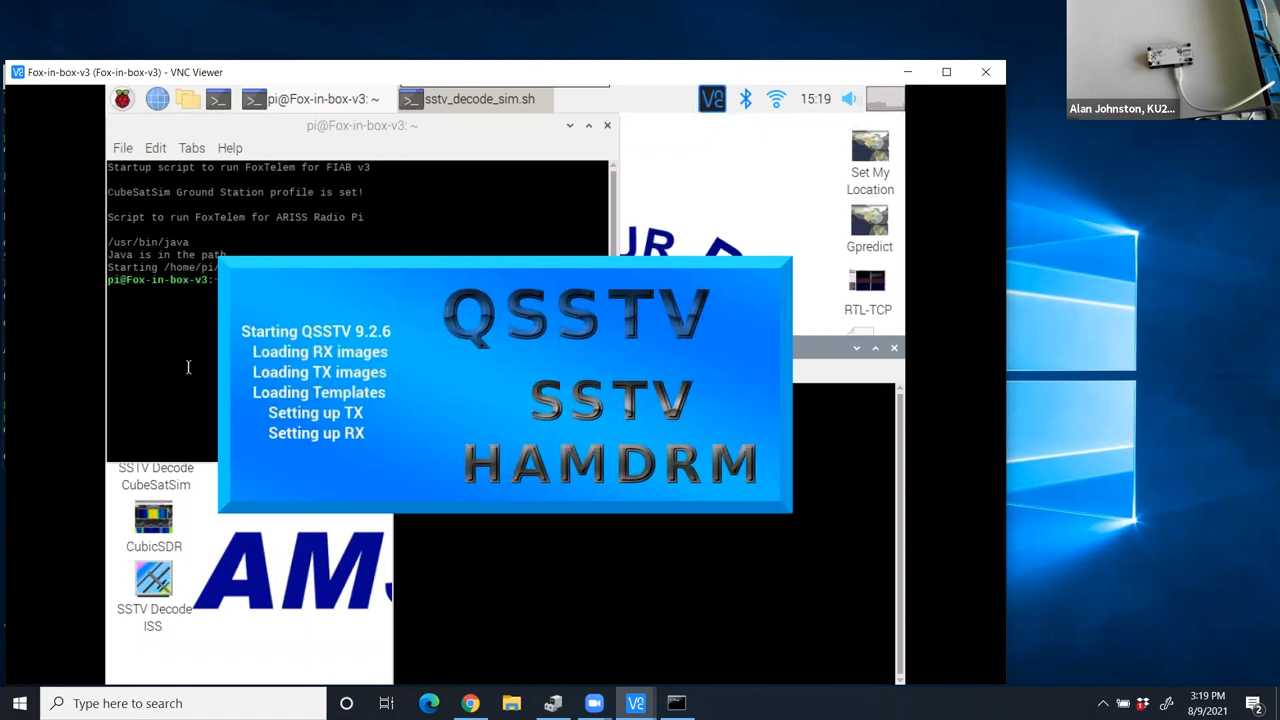 Fox-in-box-v3 (Fox-in-box-v3) - VNC Viewer
Alan Johnston, KU2...
pi@Fox-in-box-v3: ~
sstv_decode_sim.sh
15:19
pi@Fox-in-box-v3: ~
File Edit Tabs Help
Startup script to run FoxTelem for FIAB v3
CubeSatSim Ground Station profile is set!
Script to run FoxTelem for ARISS Radio Pi
/usr/bin/java
Java is in the path
Starting /home/pi/
pi@Fox-in-box-v3:
Set My
Location
Gpredict
RTL-TCP
Starting QSSTV 9.2.6
Loading RX images
Loading TX images
Loading Templates
Setting up TX
Setting up RX
QSSTV
SSTV
HAMDRM
SSTV Decode
CubeSatSim
CubicSDR
SSTV Decode
ISS
AM
Type here to search
3:19 PM
8/9/2021
2